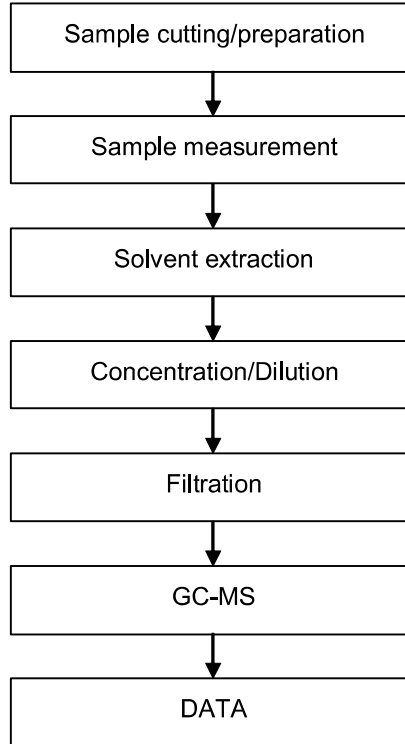 Sample cutting/preparation
Sample measurement
Solvent extraction
Concentration/Dilution
Filtration
GC-MS
DATA